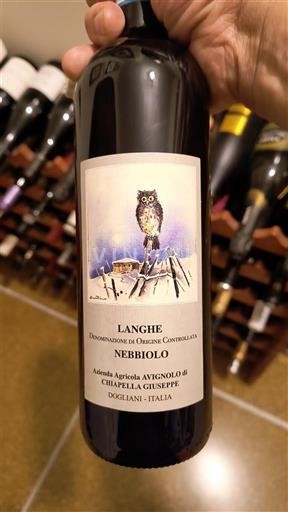 LANGHE
DENOMINAZIONE DI ORIGINE CONTROLLATA
NEBBIOLO
Azienda Agricola AVIGNOLO di
CHIAPELLA GIUSEPPE
DOGLIANI - ITALIA